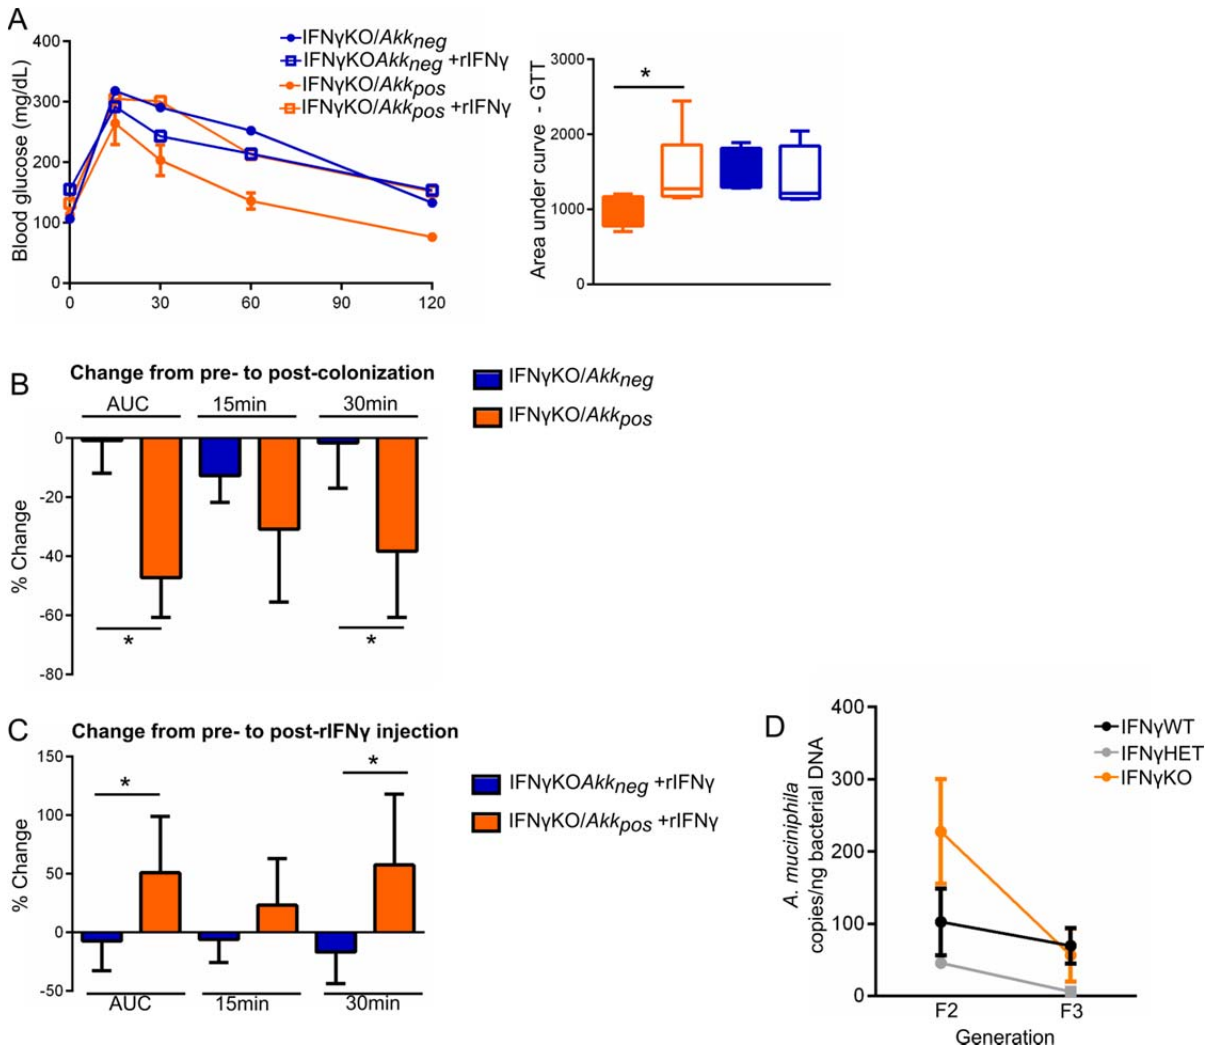 A
Blood glucose (mg/dL)
400
300
200
100
0
0
30
60
90
120
IFNγKO/Akkneg
IFNγKOAkkneg +rIFNγ
IFNγKO/Akkpos
IFNγKO/Akkpos +rIFNγ
Area under curve - GTT
3000
2000
1000
0
*
B
Change from pre- to post-colonization
AUC
15min
30min
% Change
0
-20
-40
-60
-80
*
*
IFNγKO/Akkneg
IFNγKO/Akkpos
C
Change from pre- to post-rIFNγ injection
% Change
150
100
50
0
-50
*
*
AUC
15min
30min
IFNγKOAkkneg +rIFNγ
IFNγKO/Akkpos +rIFNγ
D
A. muciniphila
copies/ng bacterial DNA
400
300
200
100
0
F2
F3
Generation
IFNγWT
IFNγHET
IFNγKO